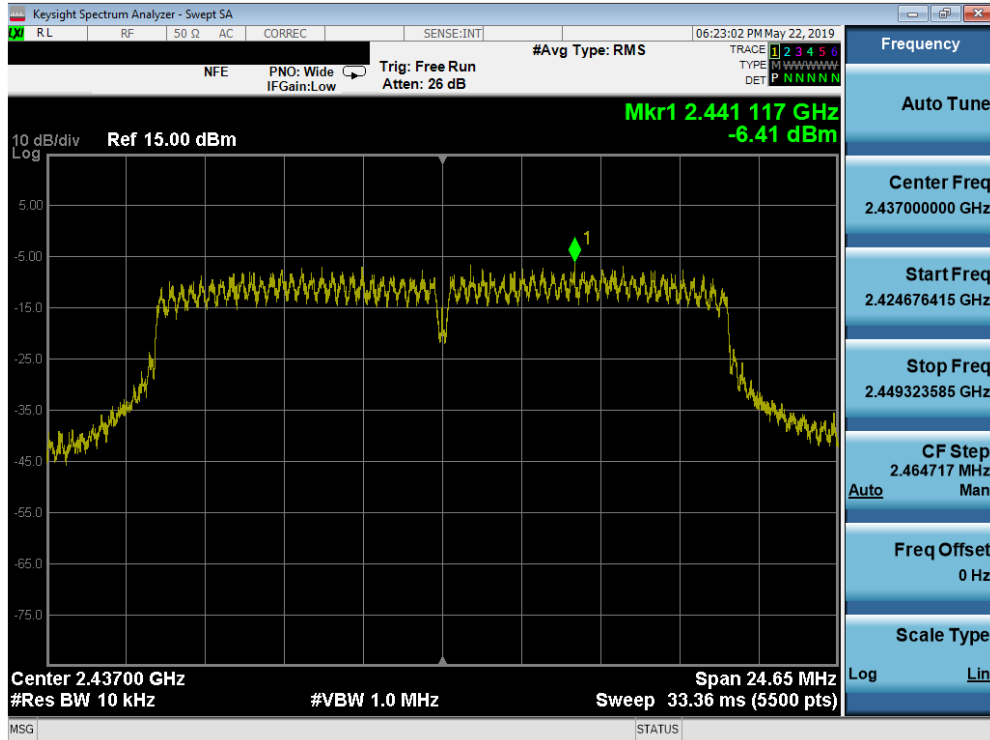 Keysight Spectrum Analyzer - Swept SA
LXI RL RF 50 Ω AC CORREC SENSE:INT 06:23:02 PM May 22, 2019
#Avg Type: RMS TRACE 1 2 3 4 5 6
NFE PNO: Wide Trig: Free Run TYPE M WWWWW
IFGain:Low Atten: 26 dB DET P N N N N N
Mkr1 2.441 117 GHz
-6.41 dBm
10 dB/div Ref 15.00 dBm
Log
1
5.00
-5.00
-15.0
-25.0
-35.0
-45.0
-55.0
-65.0
-75.0
Center 2.43700 GHz Span 24.65 MHz
#Res BW 10 kHz #VBW 1.0 MHz Sweep 33.36 ms (5500 pts)
MSG STATUS
Frequency
Auto Tune
Center Freq
2.437000000 GHz
Start Freq
2.424676415 GHz
Stop Freq
2.449323585 GHz
CF Step
2.464717 MHz
Auto Man
Freq Offset
0 Hz
Scale Type
Log Lin